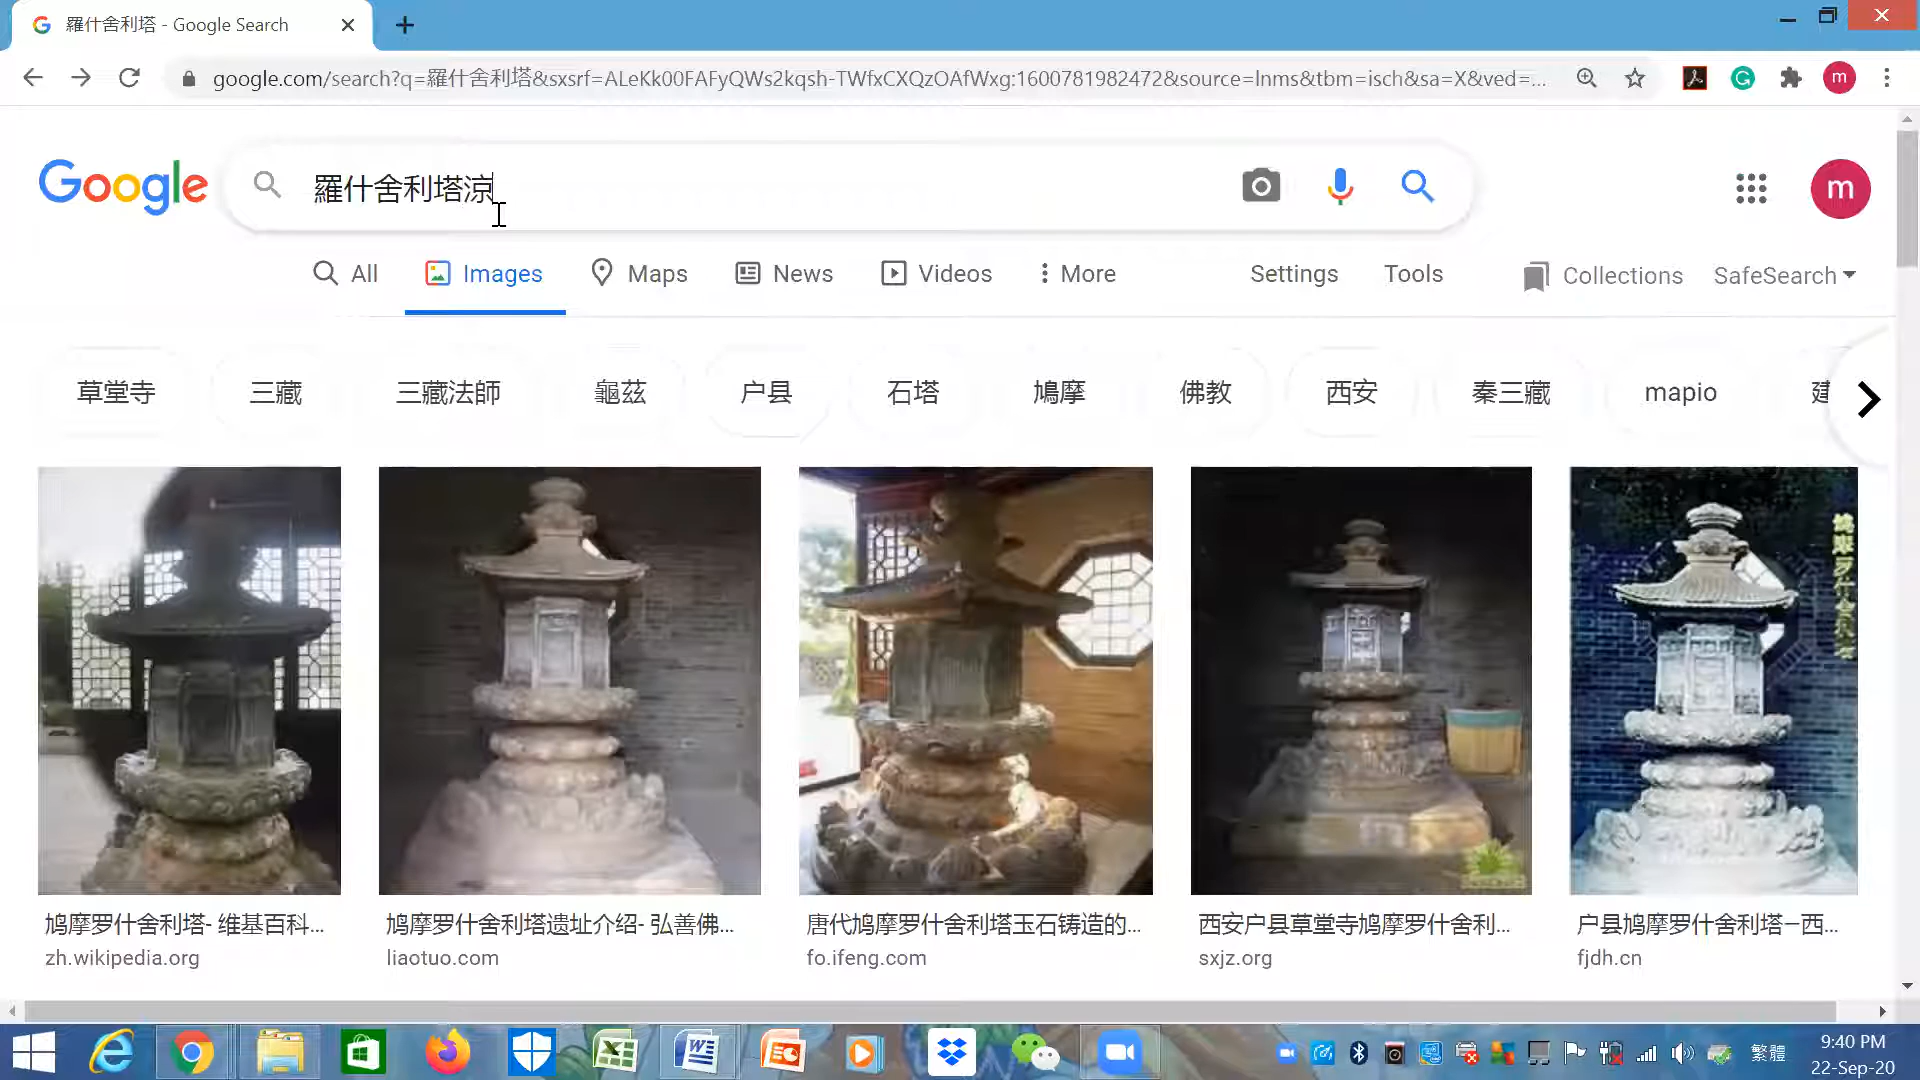 羅什舍利塔 - Google Search
google.com/search?q=羅什舍利塔&sxsrf=ALeKk00FAFyQWs2kqsh-TWfxCXQzOAfWxg:1600781982472&source=lnms&tbm=isch&sa=X&ved=...
m
Google
羅什舍利塔涼
m
All
Images
Maps
News
Videos
More
Settings
Tools
Collections
SafeSearch
草堂寺
三藏
三藏法師
龜茲
户县
石塔
鳩摩
佛教
西安
秦三藏
mapio
鸠摩罗什舍利塔- 维基百科...
zh.wikipedia.org
鸠摩罗什舍利塔遗址介绍- 弘善佛...
liaotuo.com
唐代鸠摩罗什舍利塔玉石铸造的...
fo.ifeng.com
西安户县草堂寺鸠摩罗什舍利...
sxjz.org
户县鸠摩罗什舍利塔—西...
fjdh.cn
繁體
9:40 PM
22-Sep-20